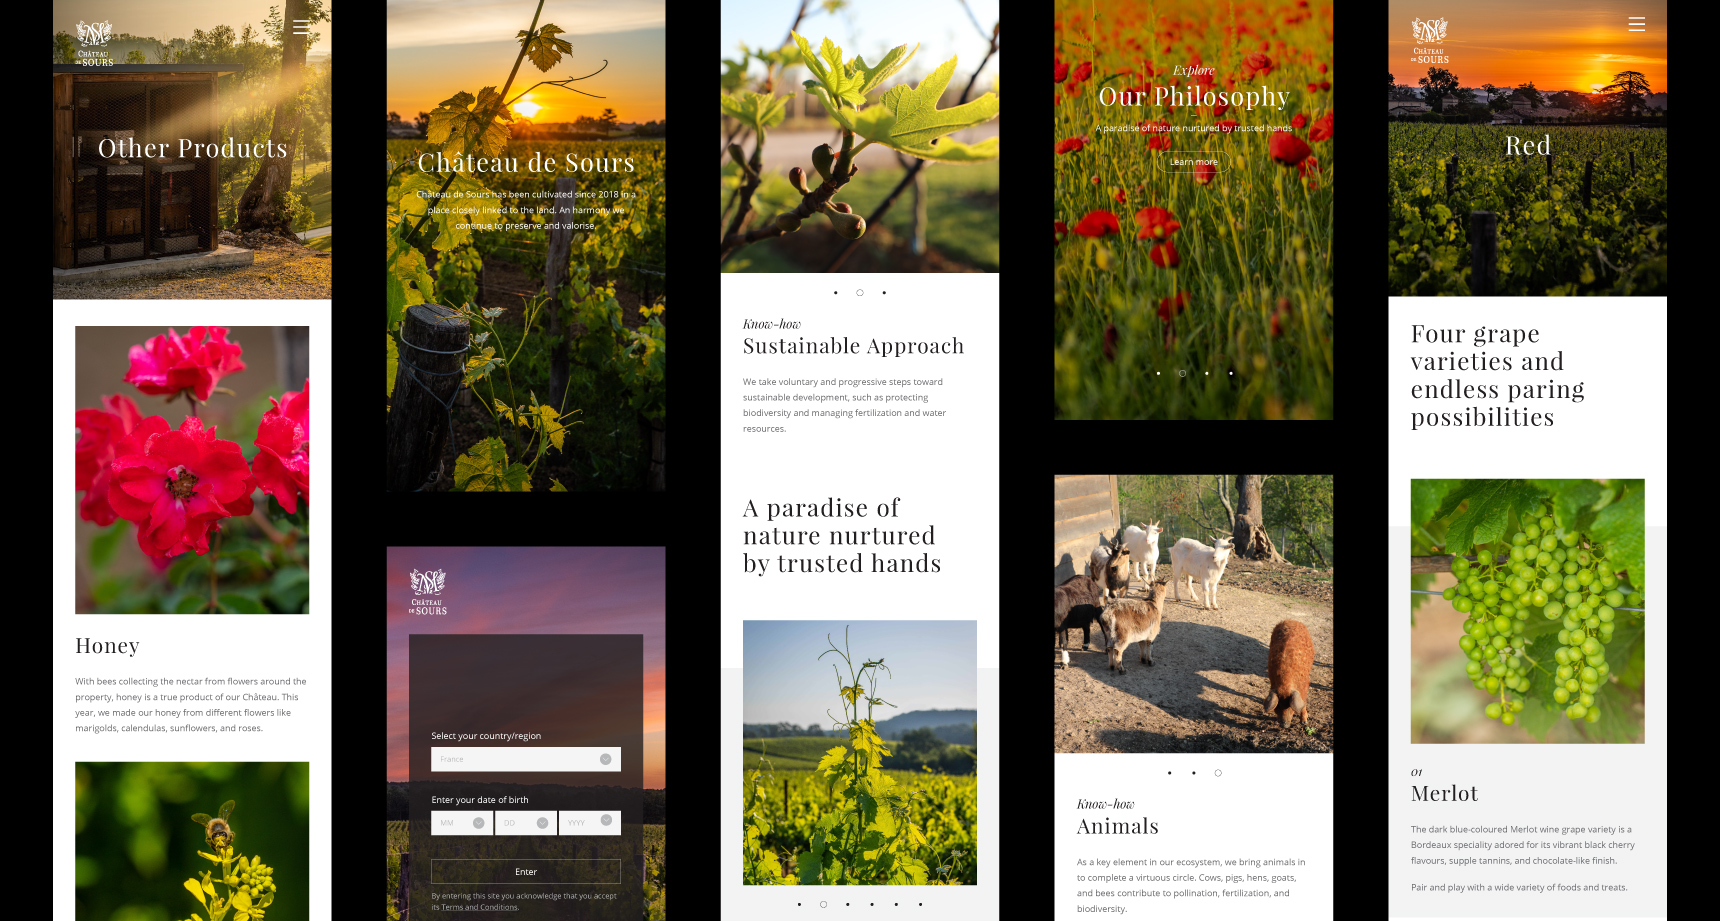 CHÂTEAU
DE SOURS
Other Products
Honey
With bees collecting the nectar from flowers around the
property, honey is a true product of our Château. This
year, we made our honey from different flowers like
marigolds, calendulas, sunflowers, and roses.
Château de Sours
Château de Sours has been cultivated since 2018 in a
place closely linked to the land. An harmony we
continue to preserve and valorise.
CHÂTEAU
DE SOURS
Select your country/region
France
Enter your date of birth
MM DD YYYY
Enter
By entering this site you acknowledge that you accept
its Terms and Conditions.
Know-how
Sustainable Approach
We take voluntary and progressive steps toward
sustainable development, such as protecting
biodiversity and managing fertilization and water
resources.
A paradise of
nature nurtured
by trusted hands
Explore
Our Philosophy
A paradise of nature nurtured by trusted hands
Learn more
Know-how
Animals
As a key element in our ecosystem, we bring animals in
to complete a virtuous circle. Cows, pigs, hens, goats,
and bees contribute to pollination, fertilization, and
biodiversity.
CHÂTEAU
DE SOURS
Red
Four grape
varieties and
endless paring
possibilities
01
Merlot
The dark blue-coloured Merlot wine grape variety is a
Bordeaux speciality adored for its vibrant black cherry
flavours, supple tannins, and chocolate-like finish.
Pair and play with a wide variety of foods and treats.